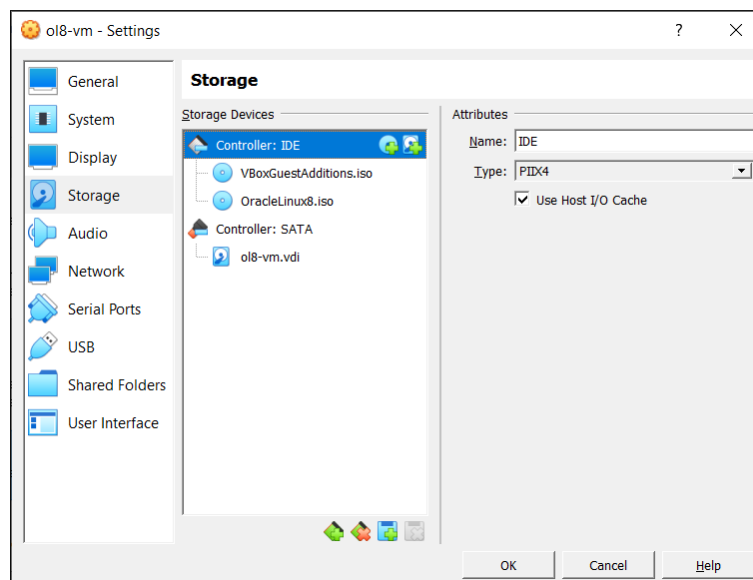 ol8-vm - Settings
?
General
System
Display
Storage
Audio
Network
Serial Ports
USB
Shared Folders
User Interface
Storage
Storage Devices
Controller: IDE
VBoxGuestAdditions.iso
OracleLinux8.iso
Controller: SATA
ol8-vm.vdi
Attributes
Name: IDE
Type: PIIX4
Use Host I/O Cache
OK
Cancel
Help